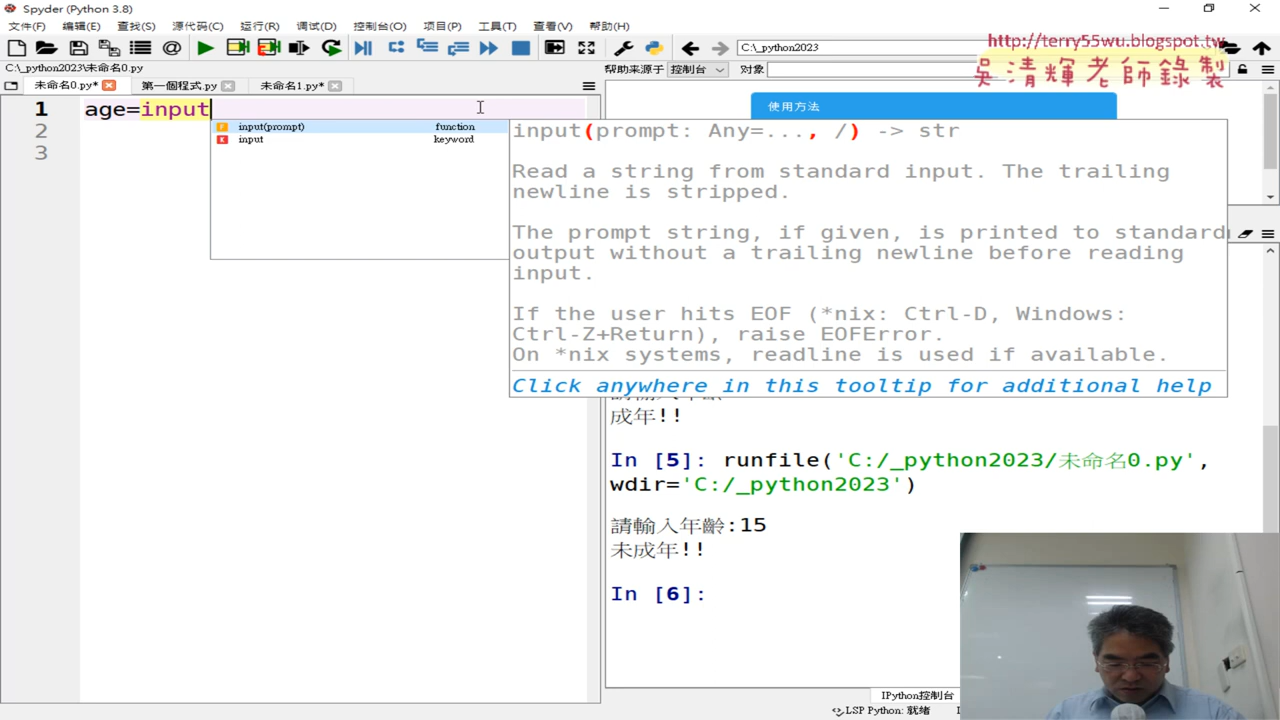 Spyder (Python 3.8)
文件(F) 编辑(E) 查找(S) 源代码(C) 运行(R) 调试(D) 控制台(O) 项目(P) 工具(T) 查看(V) 帮助(H)
C:\_python2023
http://terry55wu.blogspot.tw
吳清輝老師錄製
C:\_python2023\未命名0.py
帮助来源于 控制台 对象
未命名0.py* 第一個程式.py 未命名1.py*
使用方法
1 age=input
2
3
input(prompt) function
input keyword
input(prompt: Any=..., /) -> str
Read a string from standard input. The trailing
newline is stripped.
The prompt string, if given, is printed to standard
output without a trailing newline before reading
input.
If the user hits EOF (*nix: Ctrl-D, Windows:
Ctrl-Z+Return), raise EOFError.
On *nix systems, readline is used if available.
Click anywhere in this tooltip for additional help
成年!!
In [5]: runfile('C:/_python2023/未命名0.py',
wdir='C:/_python2023')
請輸入年齡:15
未成年!!
In [6]:
IPython控制台
LSP Python: 就绪